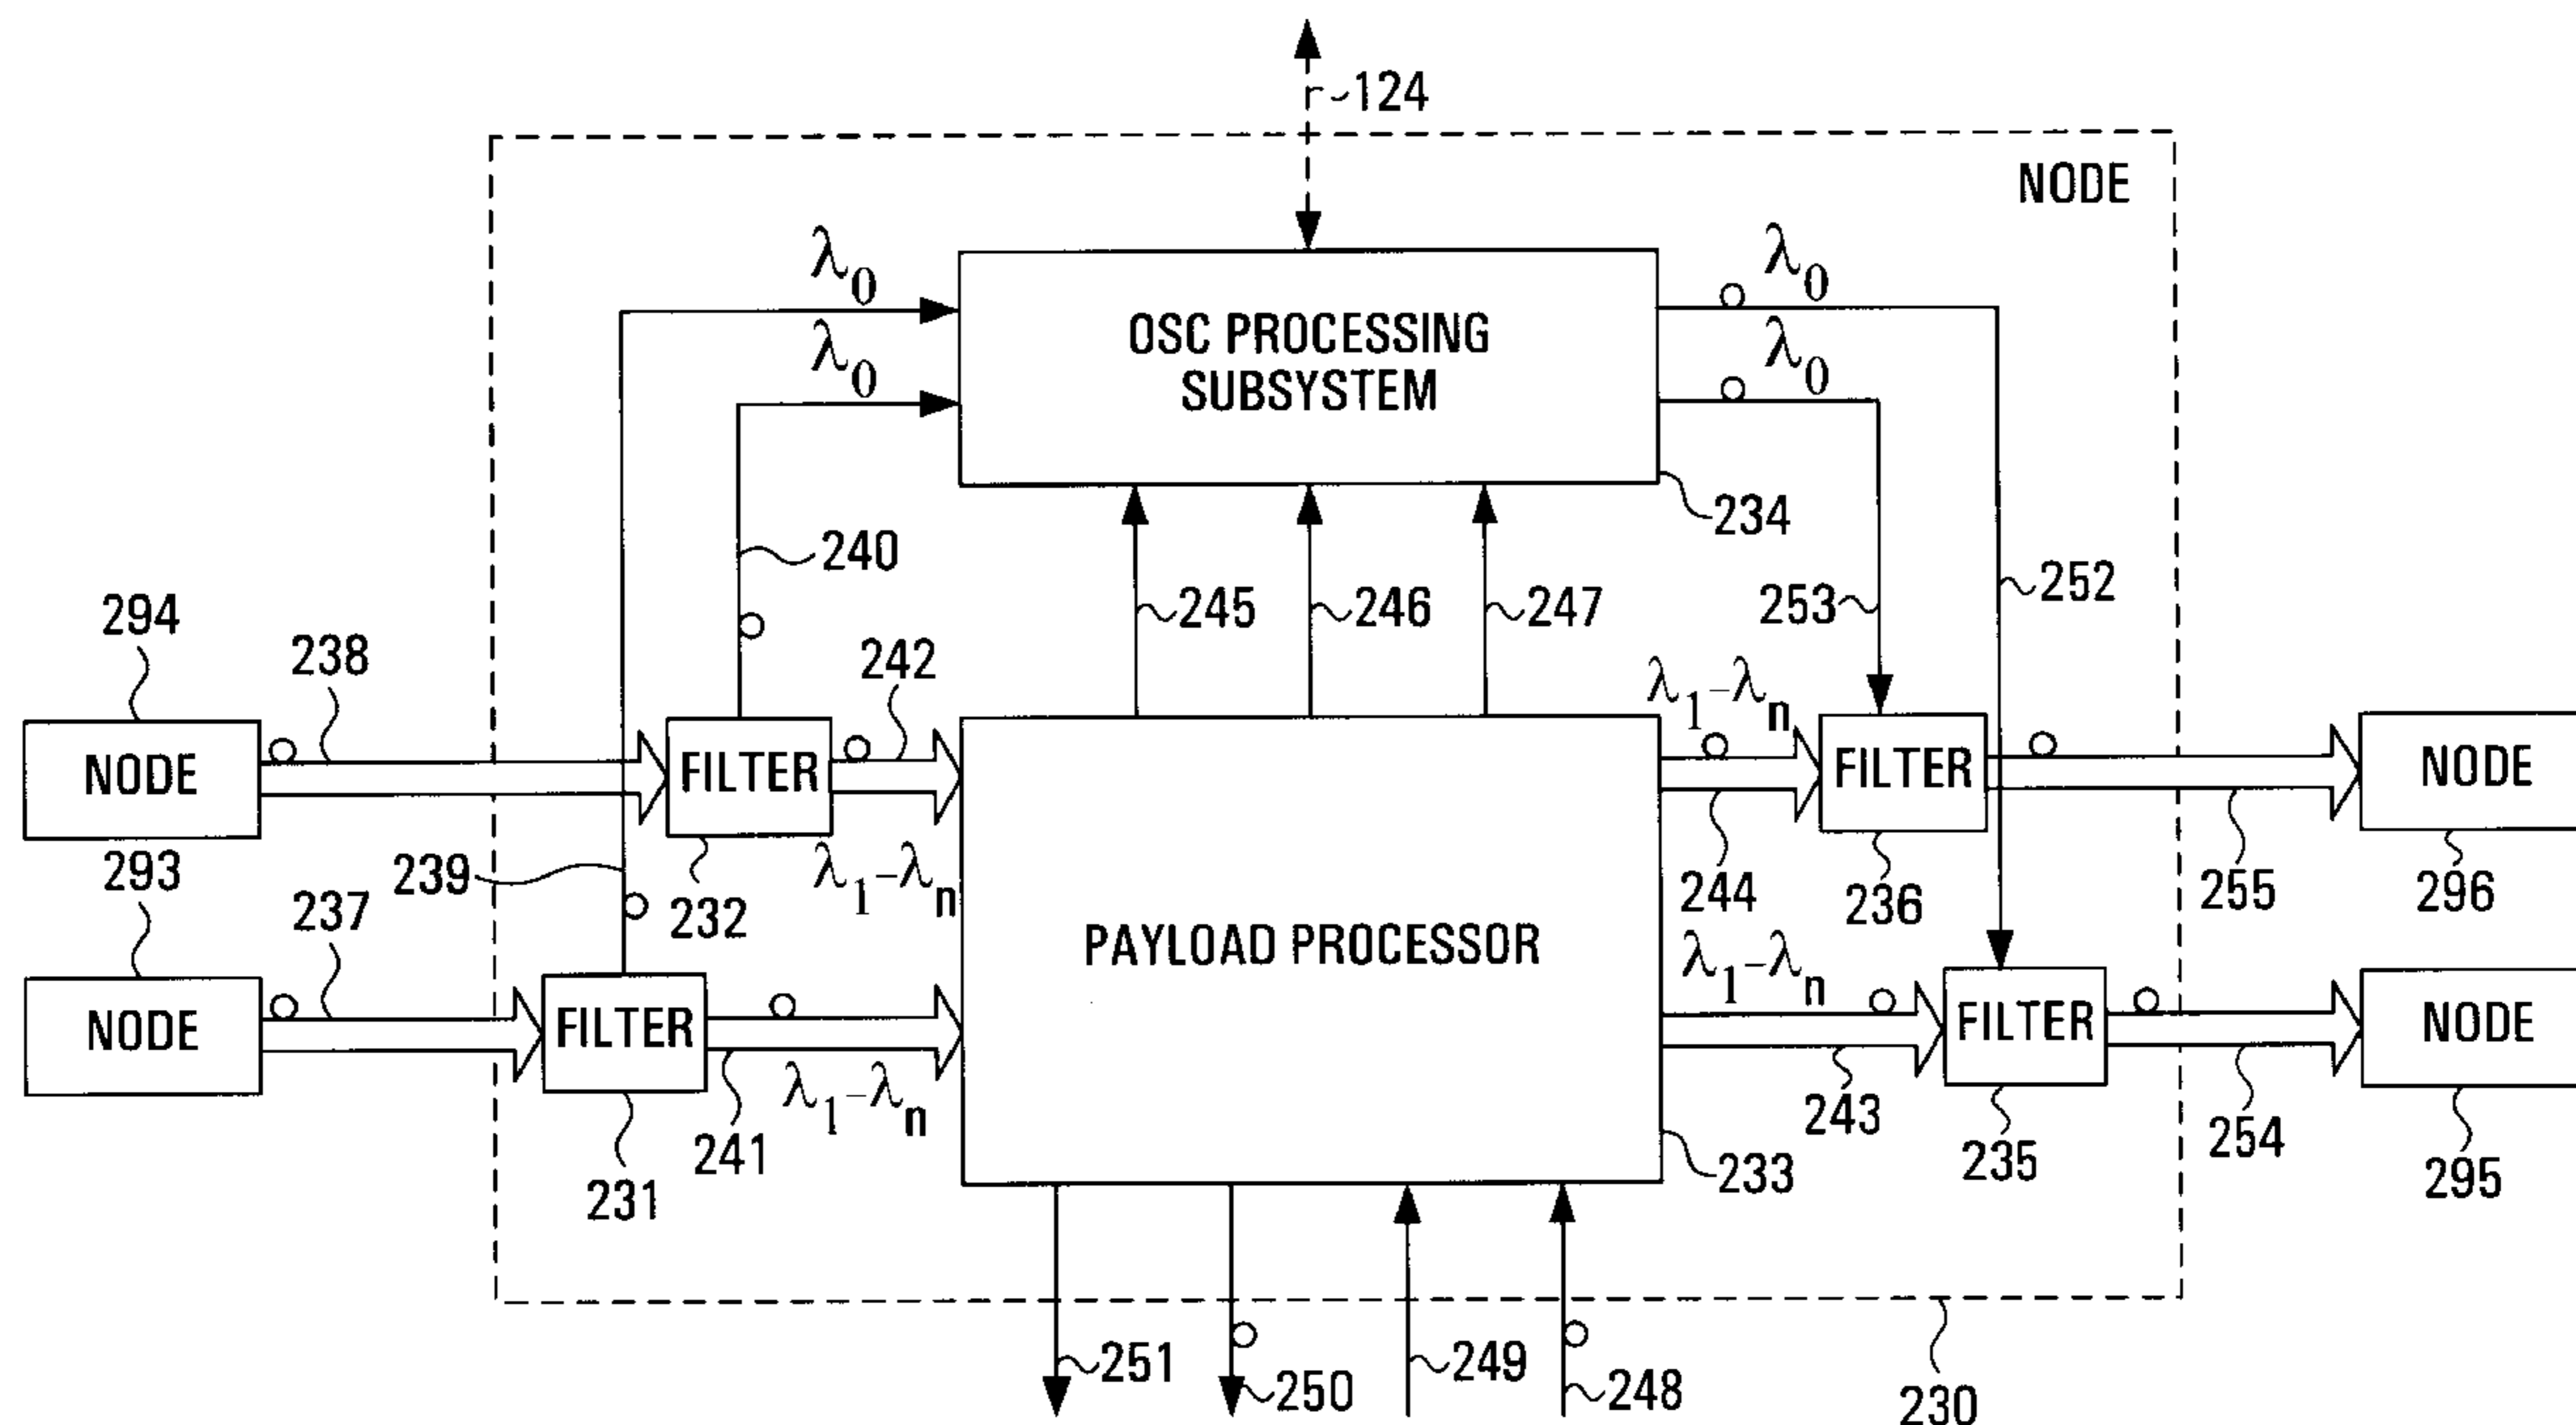 124
NODE
λ0
λ0
λ0
λ0
OSC PROCESSING
SUBSYSTEM
234
240
245
246
247
253
252
294
238
242
λ1–λn
NODE
FILTER
FILTER
NODE
293
239
237
232
λ1–λn
244
236
255
296
PAYLOAD PROCESSOR
λ1–λn
NODE
FILTER
FILTER
NODE
241
λ1–λn
243
231
233
235
254
295
251
250
249
248
230